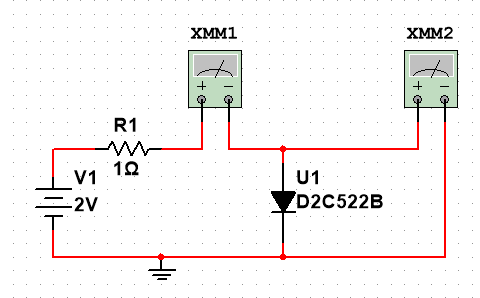 XMM1
XMM2
+ −
+ −
R1
1Ω
V1
2V
U1
D2C522B